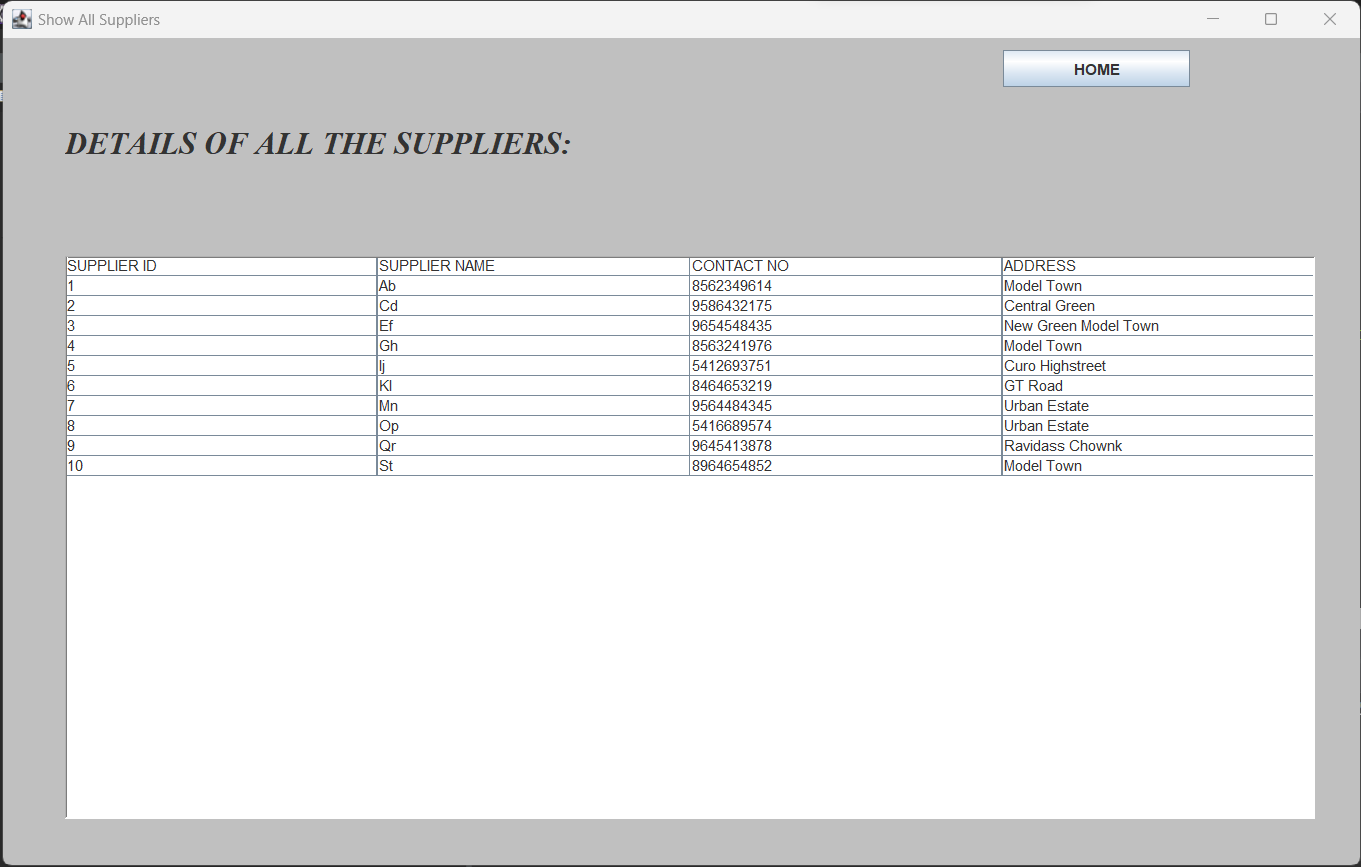 Show All Suppliers
HOME
DETAILS OF ALL THE SUPPLIERS:
SUPPLIER ID SUPPLIER NAME CONTACT NO ADDRESS
1 Ab 8562349614 Model Town
2 Cd 9586432175 Central Green
3 Ef 9654548435 New Green Model Town
4 Gh 8563241976 Model Town
5 Ij 5412693751 Curo Highstreet
6 Kl 8464653219 GT Road
7 Mn 9564484345 Urban Estate
8 Op 5416689574 Urban Estate
9 Qr 9645413878 Ravidass Chownk
10 St 8964654852 Model Town